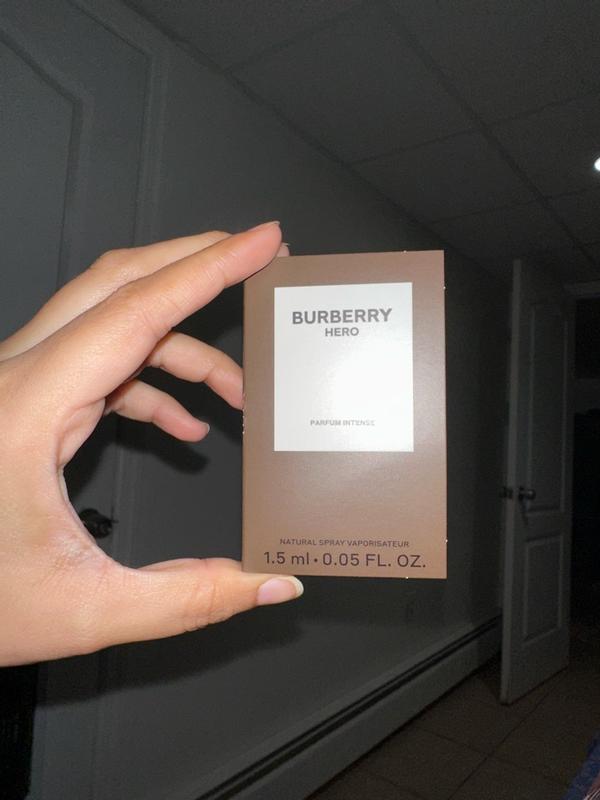 BURBERRY
HERO
PARFUM INTENSE
NATURAL SPRAY VAPORISATEUR
1.5 ml • 0.05 FL. OZ.